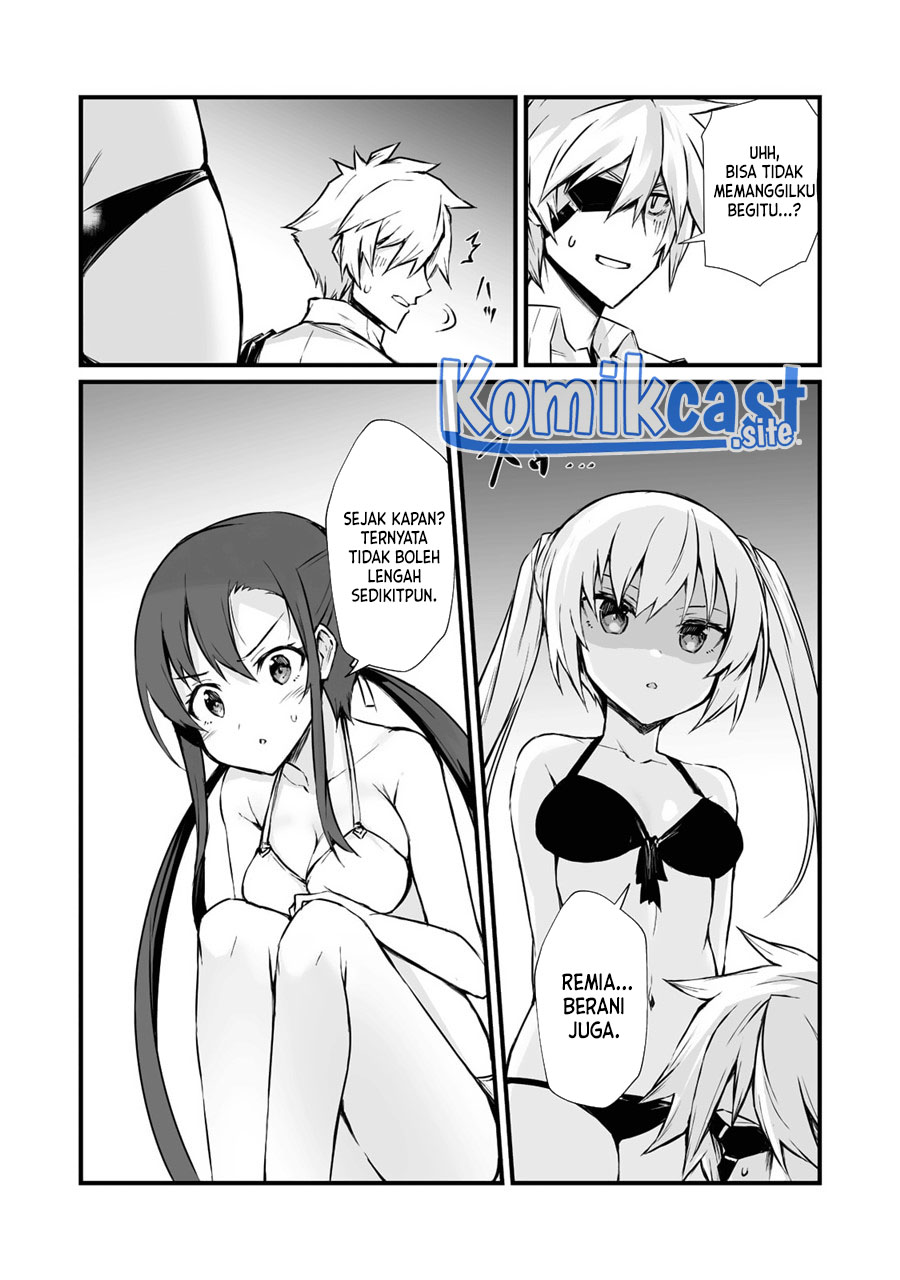 UHH,
BISA TIDAK
MEMANGGILKU
BEGITU...?
Komikcast
.site
SEJAK KAPAN?
TERNYATA
TIDAK BOLEH
LENGAH
SEDIKITPUN.
REMIA...
BERANI
JUGA.